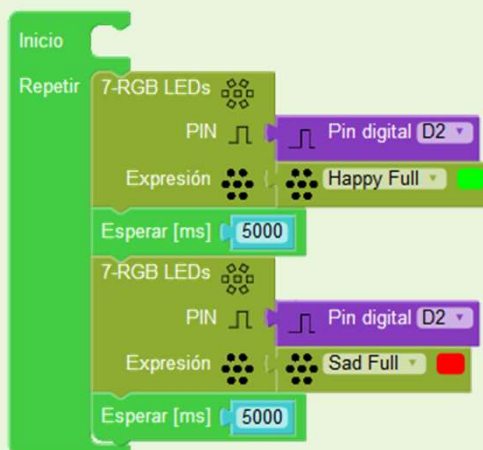 Inicio
Repetir
7-RGB LEDs
PIN Pin digital D2
Expresión Happy Full
Esperar [ms] 5000
7-RGB LEDs
PIN Pin digital D2
Expresión Sad Full
Esperar [ms] 5000